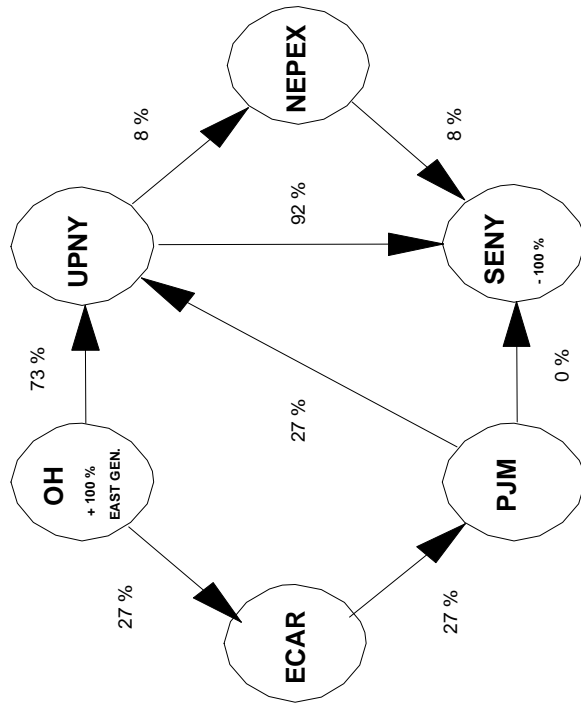 OH
+ 100 %
EAST GEN.
73 %
UPNY
8 %
NEPEX
27 %
27 %
92 %
8 %
ECAR
27 %
PJM
0 %
SENY
- 100 %